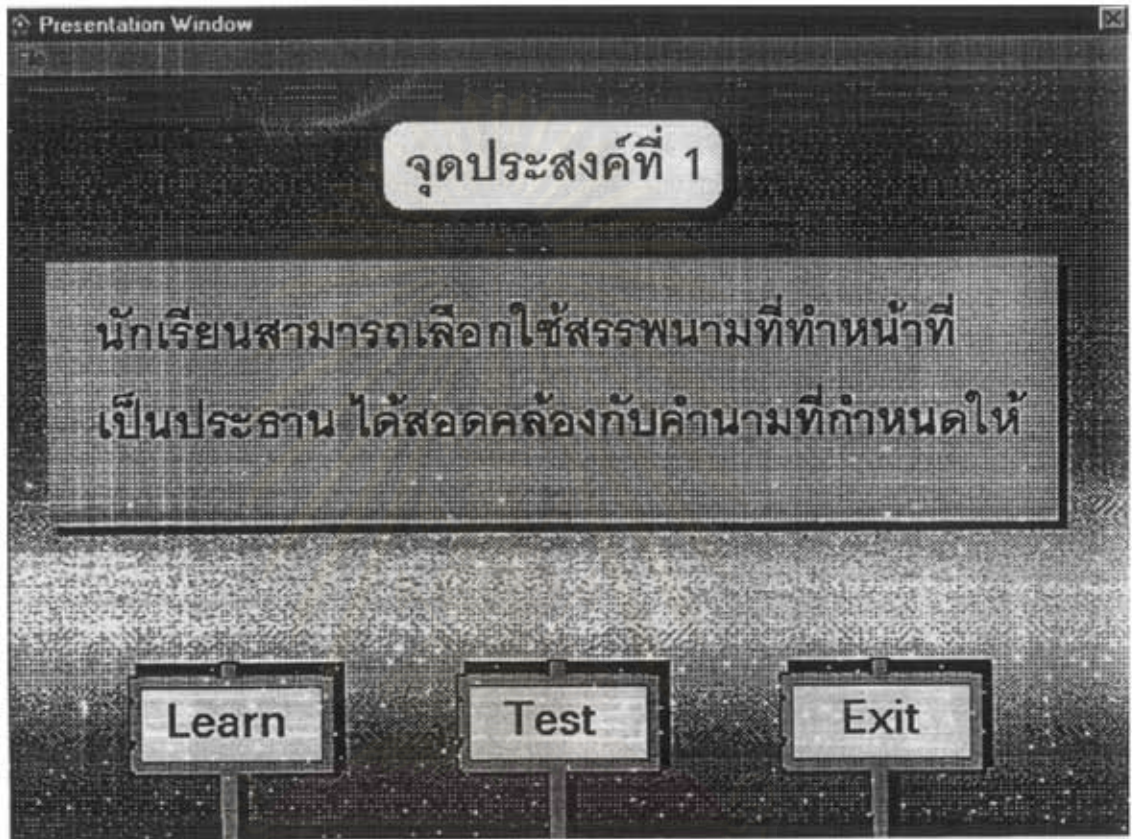 Presentation Window
จุดประสงค์ที่ 1
นักเรียนสามารถเลือกใช้สรรพนามที่ทำหน้าที่
เป็นประธาน ได้สอดคล้องกับคำนามที่กำหนดให้
Learn
Test
Exit